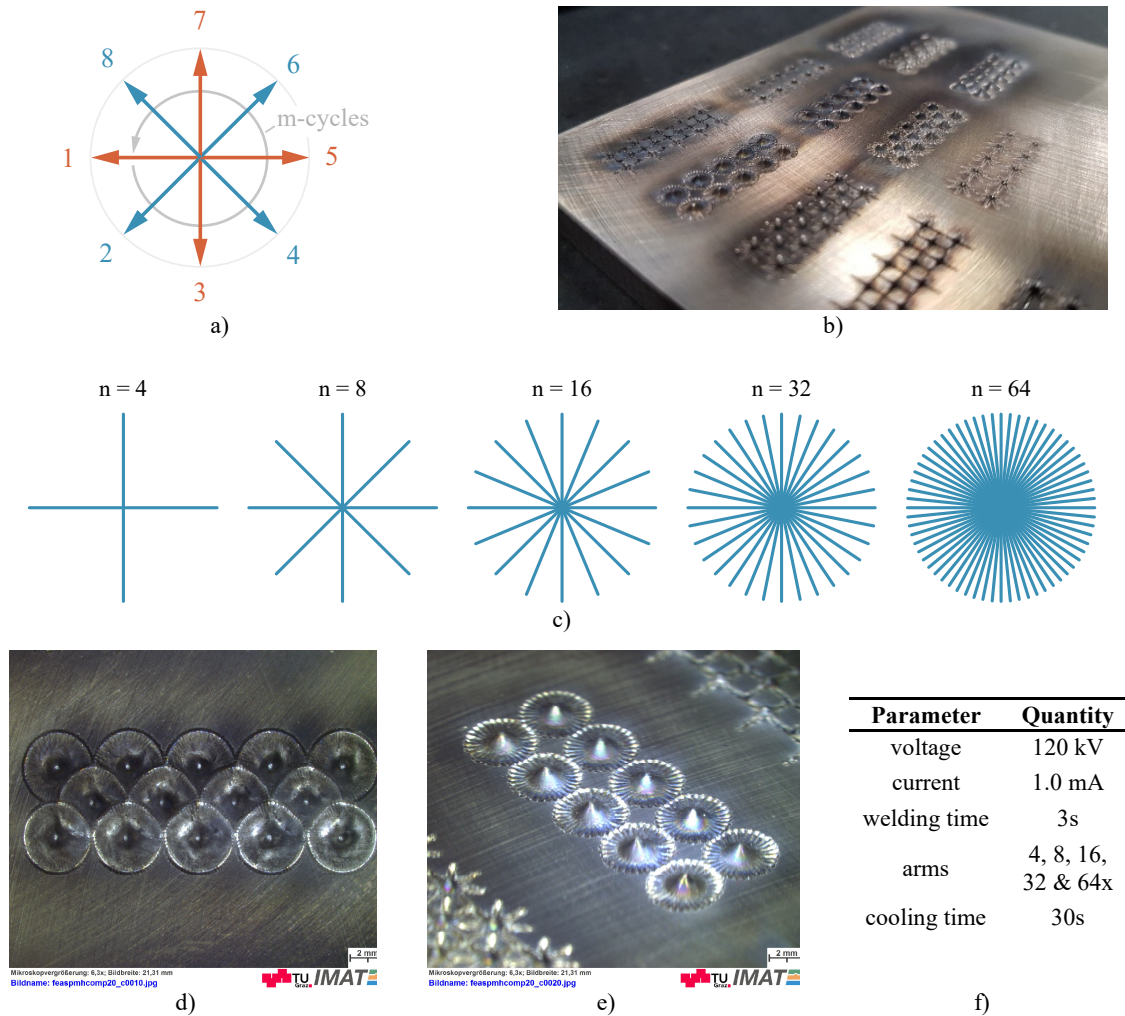 7
8
6
m-cycles
1
5
2
4
3
a)
b)
n = 4
n = 8
n = 16
n = 32
n = 64
c)
2 mm
Mikroskopvergrößerung: 6,3x; Bildbreite: 21,31 mm
Bildname: feaspmhcomp20_c0010.jpg
TU
Graz
IMAT
d)
2 mm
Mikroskopvergrößerung: 6,3x; Bildbreite: 21,31 mm
Bildname: feaspmhcomp20_c0020.jpg
TU
Graz
IMAT
e)
Parameter Quantity
voltage 120 kV
current 1.0 mA
welding time 3s
arms 4, 8, 16,
32 & 64x
cooling time 30s
f)